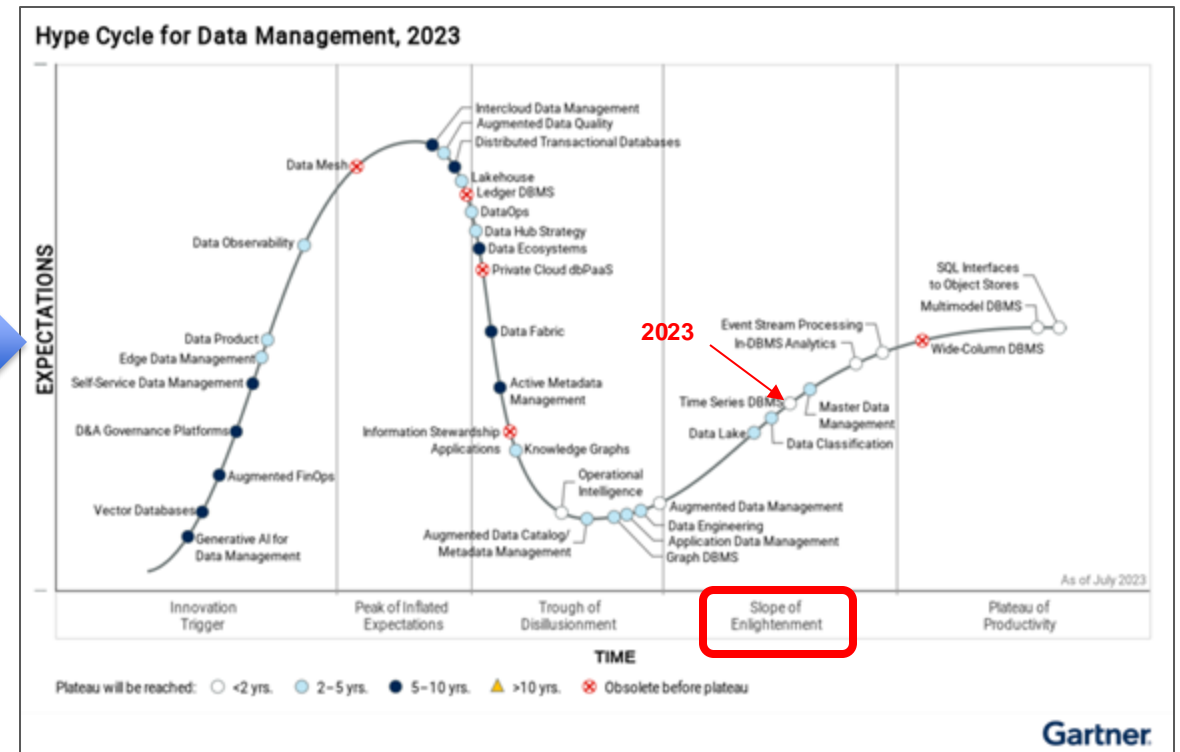 Hype Cycle for Data Management, 2023
EXPECTATIONS
Intercloud Data Management
Augmented Data Quality
Distributed Transactional Databases
Data Mesh
Lakehouse
Ledger DBMS
DataOps
Data Hub Strategy
Data Observability
Data Ecosystems
Private Cloud dbPaaS
SQL Interfaces
to Object Stores
Multimodel DBMS
2023
Event Stream Processing
Data Fabric
Data Product
In-DBMS Analytics
Wide-Column DBMS
Edge Data Management
Self-Service Data Management
Active Metadata
Management
Time Series DBMS
Master Data
Management
D&A Governance Platforms
Information Stewardship
Applications
Data Lake
Data Classification
Knowledge Graphs
Augmented FinOps
Operational
Intelligence
Vector Databases
Augmented Data Management
Data Engineering
Application Data Management
Graph DBMS
Augmented Data Catalog/
Metadata Management
Generative AI for
Data Management
As of July 2023
Innovation
Trigger
Peak of Inflated
Expectations
Trough of
Disillusionment
Slope of
Enlightenment
Plateau of
Productivity
TIME
Plateau will be reached: <2 yrs. 2–5 yrs. 5–10 yrs. >10 yrs. Obsolete before plateau
Gartner